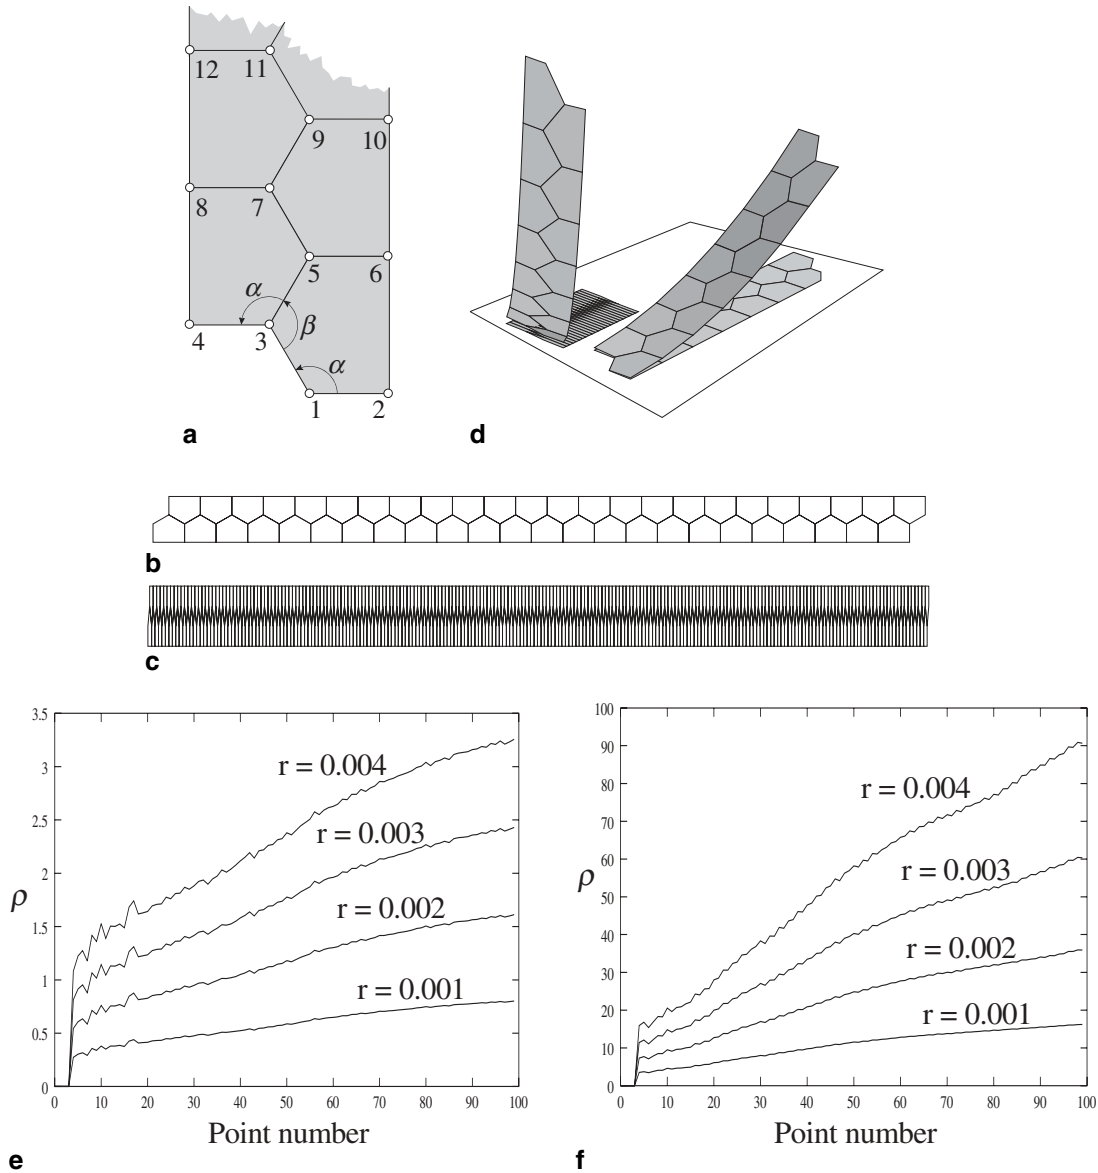 12 11
9 10
8 7
5 6
α
β
4 3
α
1 2
a
d
b
c
3.5
3
2.5
2
1.5
1
0.5
0
ρ
r = 0.004
r = 0.003
r = 0.002
r = 0.001
0 10 20 30 40 50 60 70 80 90 100
Point number
e
100
90
80
70
60
50
40
30
20
10
0
ρ
r = 0.004
r = 0.003
r = 0.002
r = 0.001
0 10 20 30 40 50 60 70 80 90 100
Point number
f